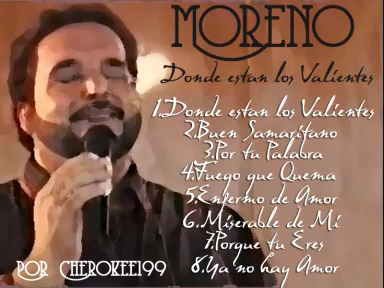 MORENO
Donde estan los Valientes
1.Donde estan los Valientes
2.Buen Samaritano
3.Por tu Palabra
4.Fuego que Quema
5.Enfermo de Amor
6.Miserable de Mi
7.Porque tu Eres
8.Ya no hay Amor
POR CHEROKEE199